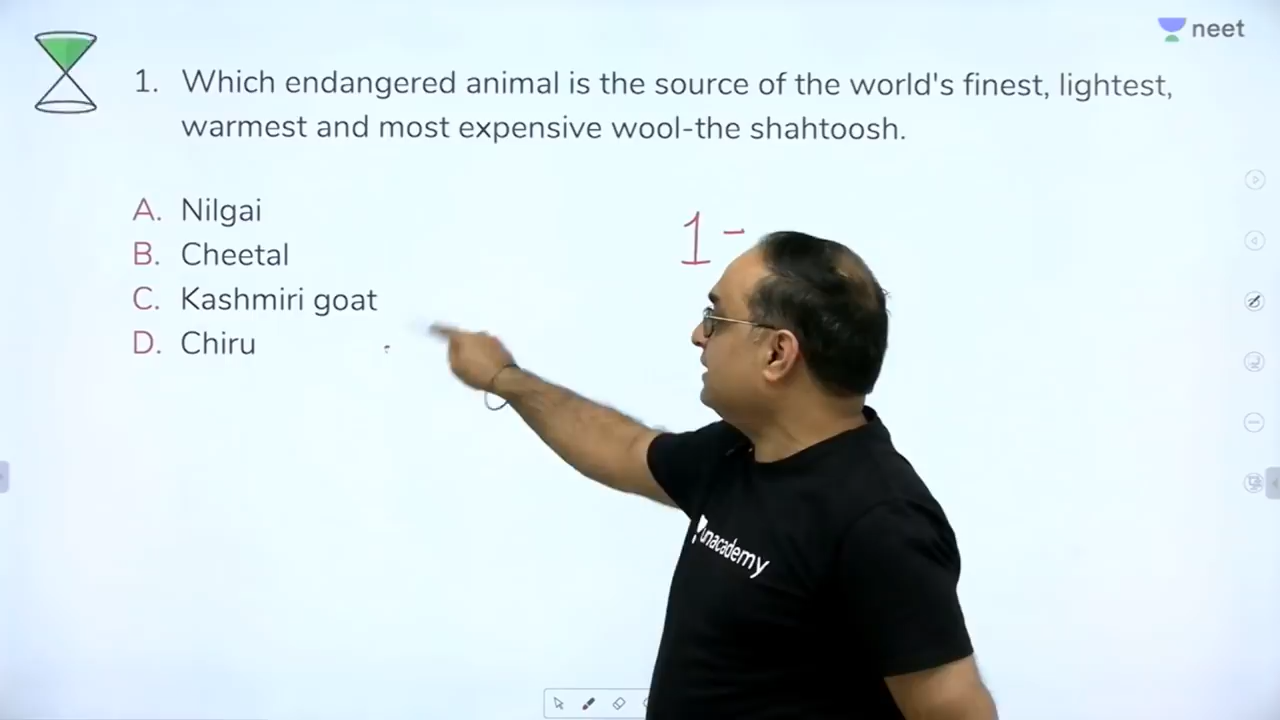 neet
1. Which endangered animal is the source of the world's finest, lightest,
warmest and most expensive wool-the shahtoosh.
A. Nilgai
B. Cheetal
C. Kashmiri goat
D. Chiru
1-
unacademy